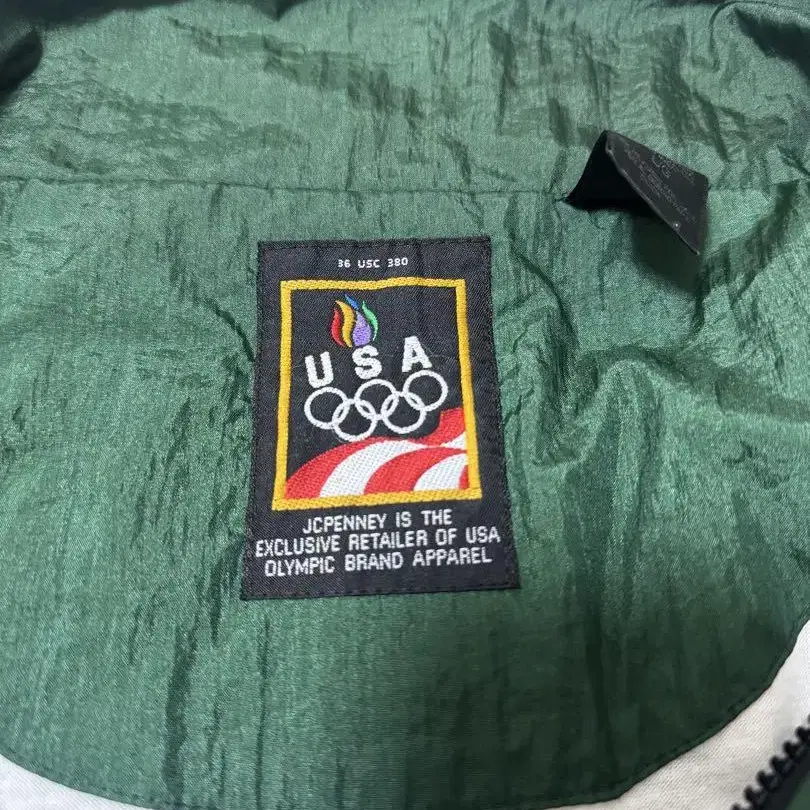 36 USC 380
USA
JCPENNEY IS THE
EXCLUSIVE RETAILER OF USA
OLYMPIC BRAND APPAREL